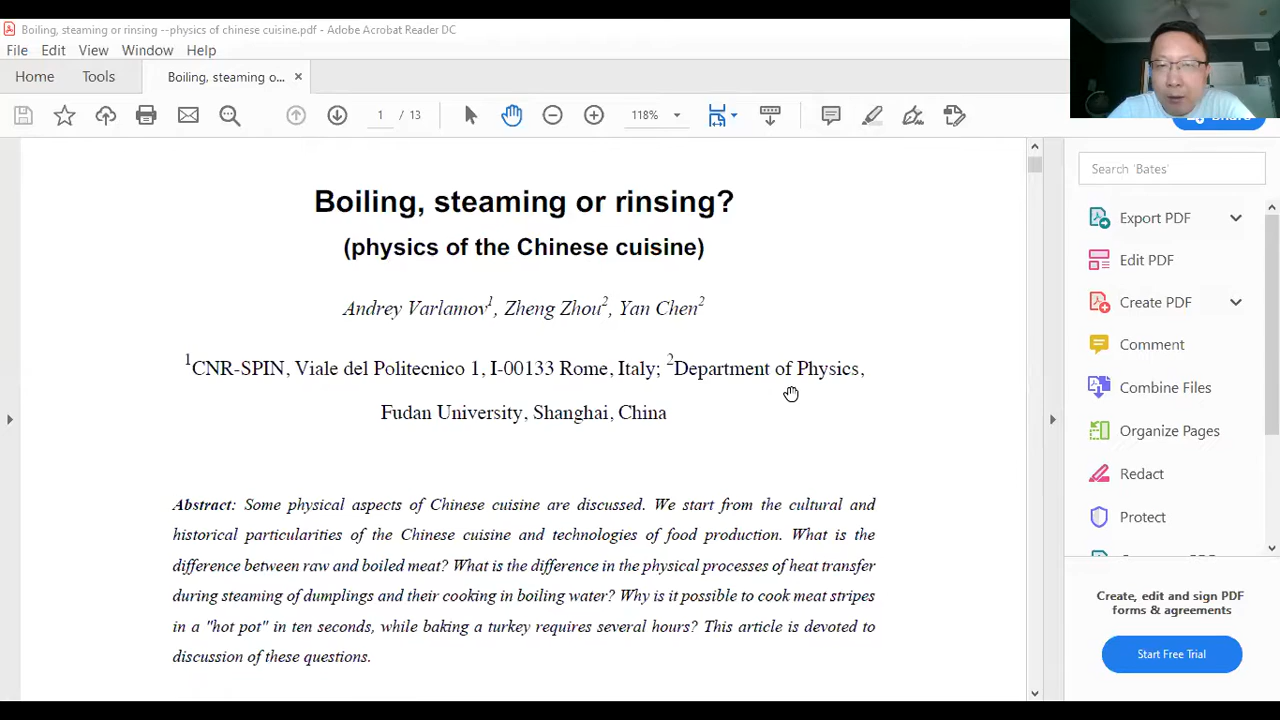 Boiling, steaming or rinsing --physics of chinese cuisine.pdf - Adobe Acrobat Reader DC
File Edit View Window Help
Home Tools Boiling, steaming o... ×
1 / 13 118%
Boiling, steaming or rinsing?
(physics of the Chinese cuisine)
Andrey Varlamov1, Zheng Zhou2, Yan Chen2
1CNR-SPIN, Viale del Politecnico 1, I-00133 Rome, Italy; 2Department of Physics,
Fudan University, Shanghai, China
Abstract: Some physical aspects of Chinese cuisine are discussed. We start from the cultural and
historical particularities of the Chinese cuisine and technologies of food production. What is the
difference between raw and boiled meat? What is the difference in the physical processes of heat transfer
during steaming of dumplings and their cooking in boiling water? Why is it possible to cook meat stripes
in a "hot pot" in ten seconds, while baking a turkey requires several hours? This article is devoted to
discussion of these questions.
Search 'Bates'
Export PDF
Edit PDF
Create PDF
Comment
Combine Files
Organize Pages
Redact
Protect
Create, edit and sign PDF
forms & agreements
Start Free Trial